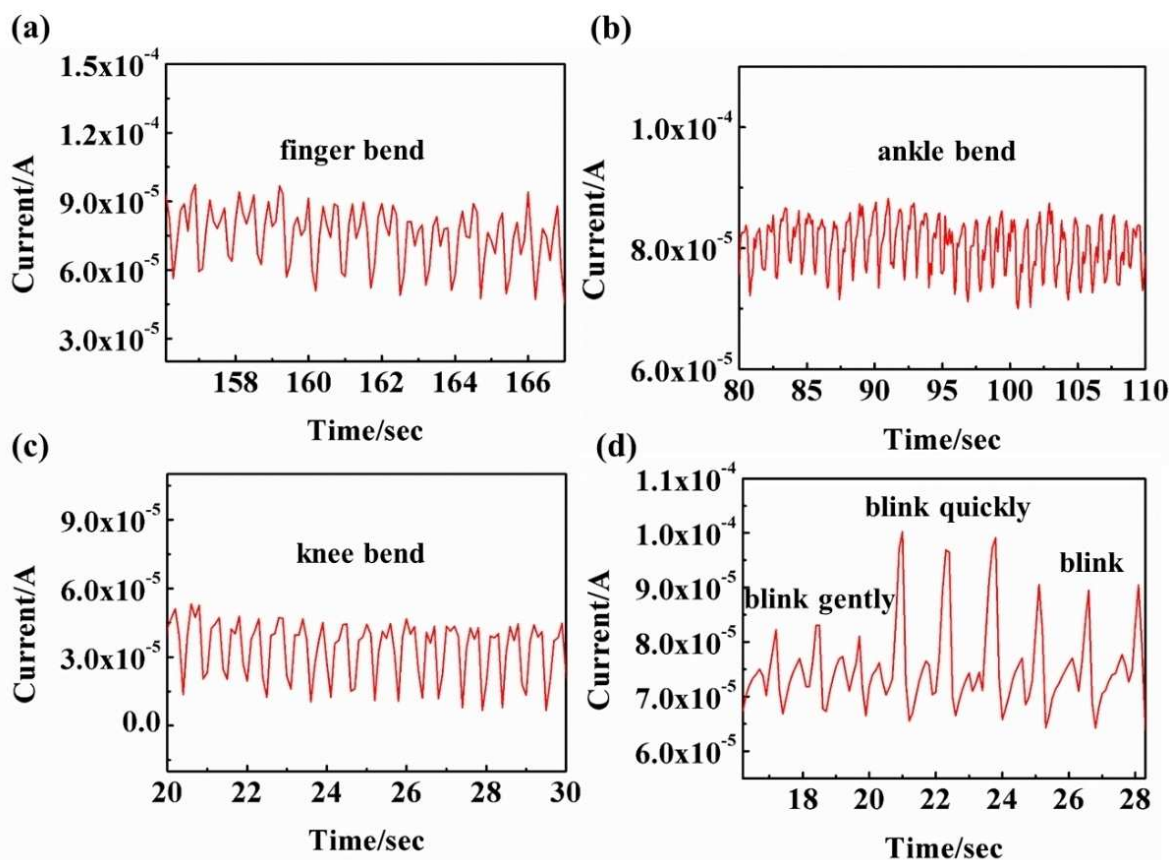 (a)
1.5x10⁻⁴
1.2x10⁻⁴
9.0x10⁻⁵
6.0x10⁻⁵
3.0x10⁻⁵
Current/A
finger bend
158 160 162 164 166
Time/sec
(b)
1.0x10⁻⁴
8.0x10⁻⁵
6.0x10⁻⁵
Current/A
ankle bend
80 85 90 95 100 105 110
Time/sec
(c)
9.0x10⁻⁵
6.0x10⁻⁵
3.0x10⁻⁵
0.0
Current/A
knee bend
20 22 24 26 28 30
Time/sec
(d)
1.1x10⁻⁴
1.0x10⁻⁴
9.0x10⁻⁵
8.0x10⁻⁵
7.0x10⁻⁵
6.0x10⁻⁵
Current/A
blink quickly
blink
blink gently
18 20 22 24 26 28
Time/sec